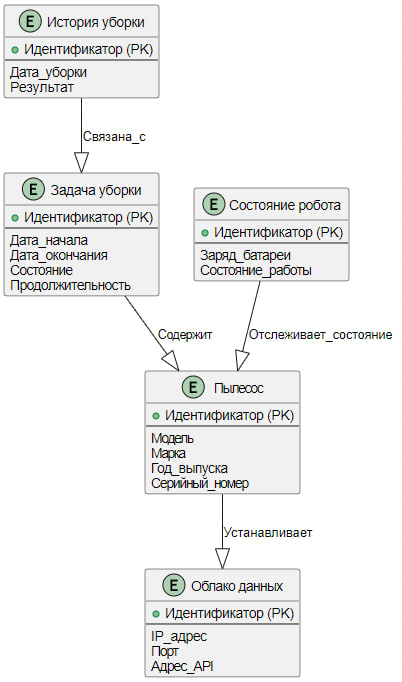 E История уборки
Идентификатор (PK)
Дата_уборки
Результат
Связана_с
E Задача уборки
Идентификатор (PK)
Дата_начала
Дата_окончания
Состояние
Продолжительность
E Состояние робота
Идентификатор (PK)
Заряд_батареи
Состояние_работы
Содержит
Отслеживает_состояние
E Пылесос
Идентификатор (PK)
Модель
Марка
Год_выпуска
Серийный_номер
Устанавливает
E Облако данных
Идентификатор (PK)
IP_адрес
Порт
Адрес_API